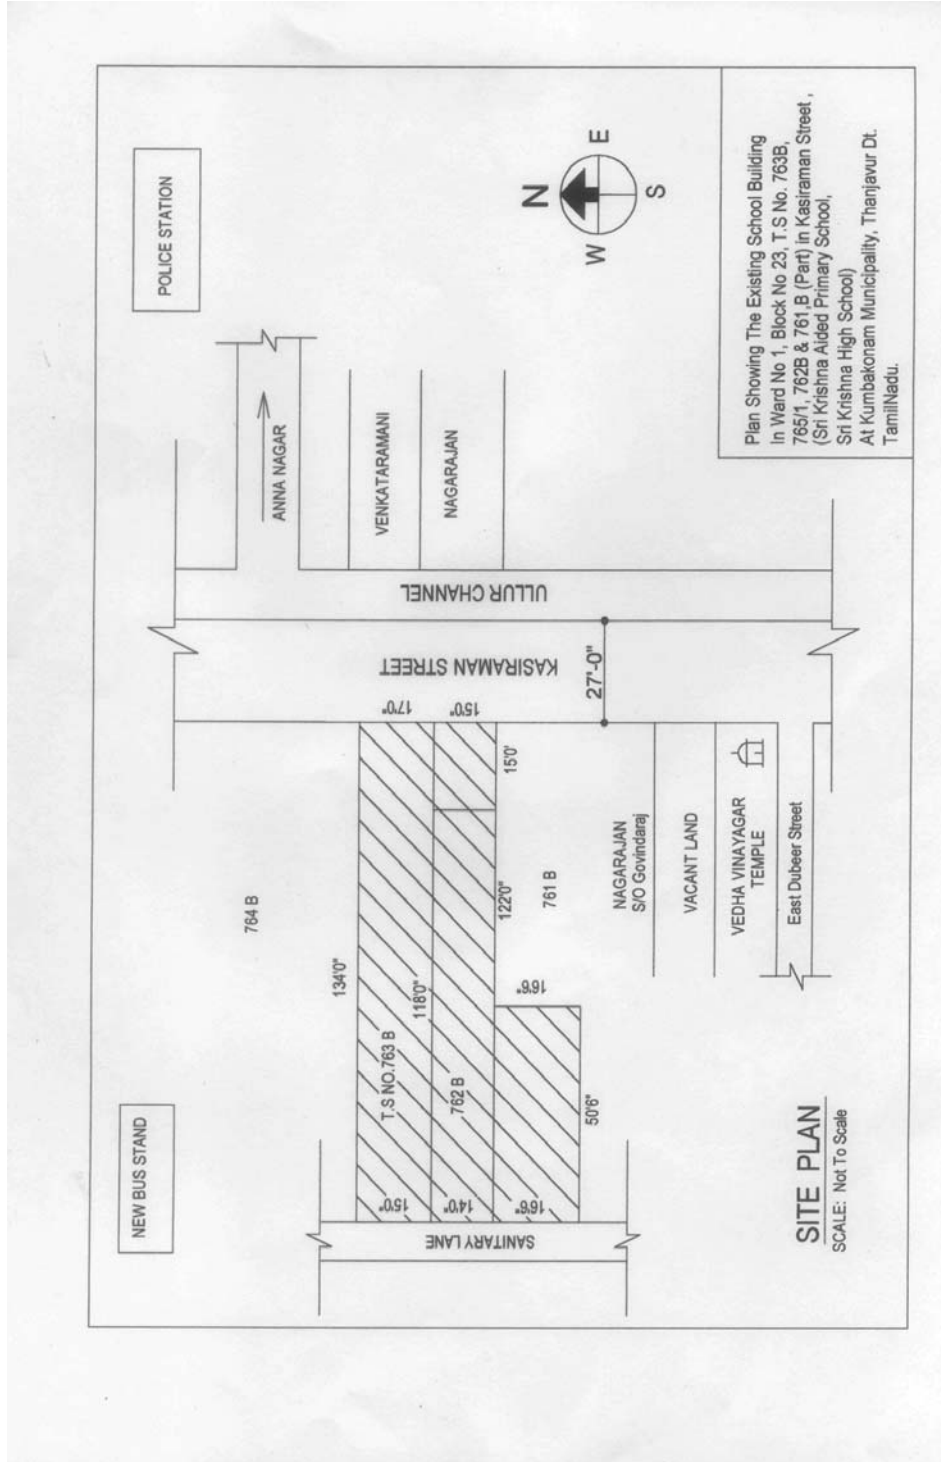 NEW BUS STAND
POLICE STATION
764 B
ANNA NAGAR
VENKATARAMANI
NAGARAJAN
N
W
E
S
134'0"
T.S NO.763 B
118'0"
762 B
15'0"
14'0"
16'6"
17'0"
15'0"
15'0'
122'0"
16'6"
761 B
50'6"
SANITARY LANE
KASIRAMAN STREET
ULLUR CHANNEL
27'-0"
NAGARAJAN
S/O Govindaraj
VACANT LAND
VEDHA VINAYAGAR
TEMPLE
East Dubeer Street
SITE PLAN
SCALE: Not To Scale
Plan Showing The Existing School Building
In Ward No 1, Block No 23, T.S No. 763B,
765/1, 762B & 761,B (Part) in Kasiraman Street ,
(Sri Krishna Aided Primary School,
Sri Krishna High School)
At Kumbakonam Municipality, Thanjavur Dt.
TamilNadu.